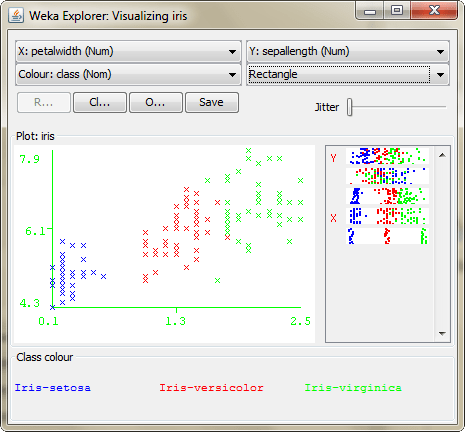 Weka Explorer: Visualizing iris
X: petalwidth (Num) Y: sepallength (Num)
Colour: class (Nom) Rectangle
R... Cl... O... Save Jitter
Plot: iris
7.9
6.1
4.3
0.1 1.3 2.5
Y
X
Class colour
Iris-setosa Iris-versicolor Iris-virginica